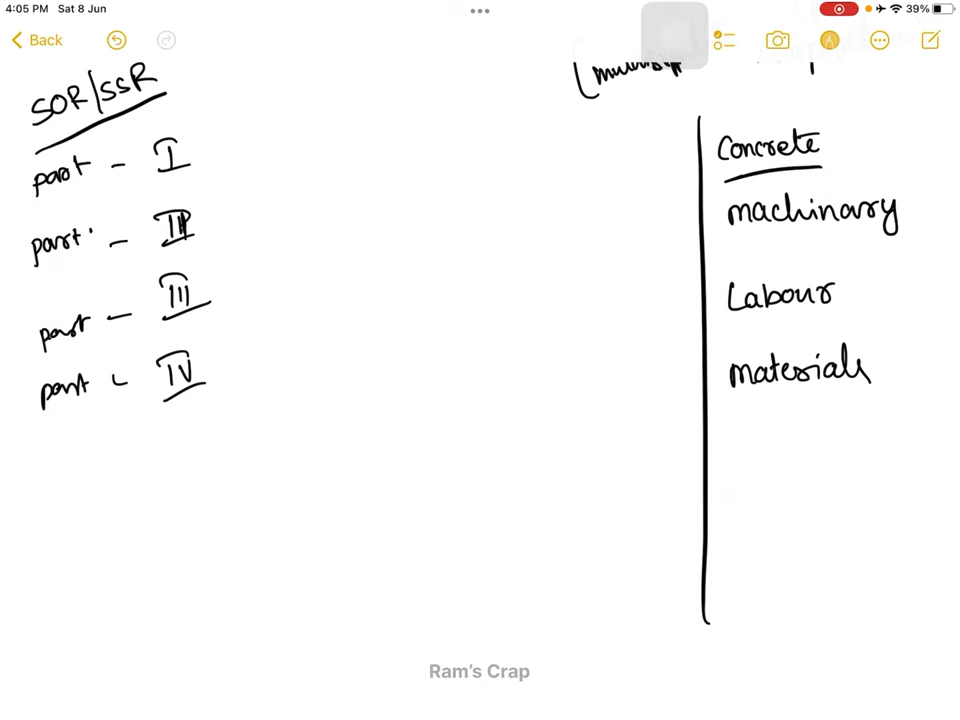 4:05 PM Sat 8 Jun
39%
Back
SOR/SSR
part - I
part - II
part - III
part - IV
Concrete
machinary
Labour
materials
Ram's Crap